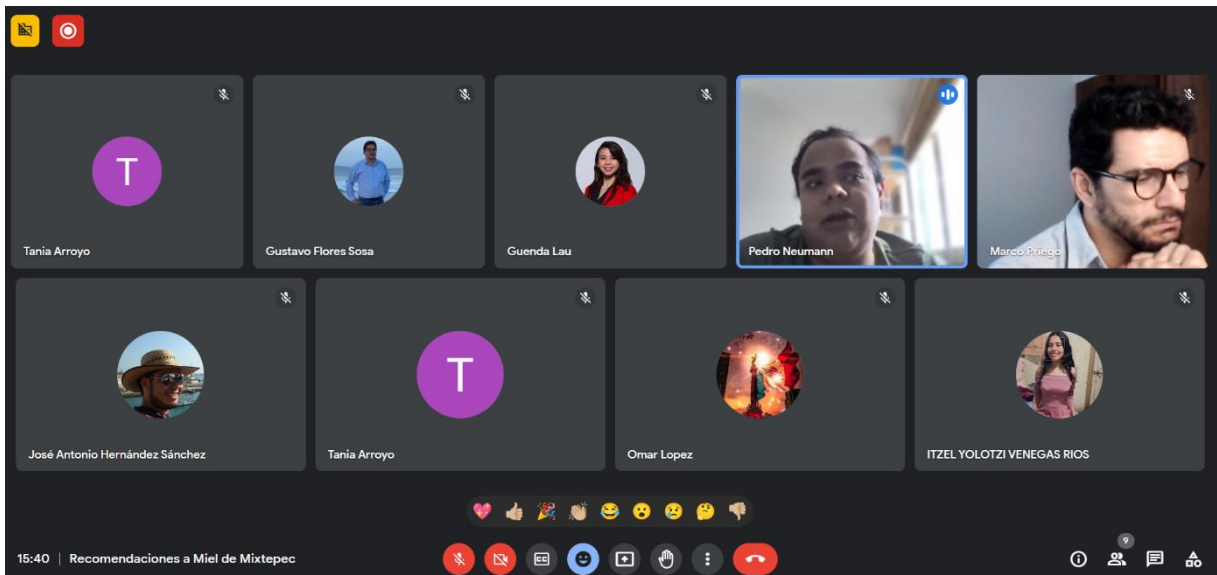 T
Tania Arroyo
Gustavo Flores Sosa
Guenda Lau
Pedro Neumann
Marco Priego
José Antonio Hernández Sánchez
T
Tania Arroyo
Omar Lopez
ITZEL YOLOTZI VENEGAS RIOS
15:40 | Recomendaciones a Miel de Mixtepec
CC
9